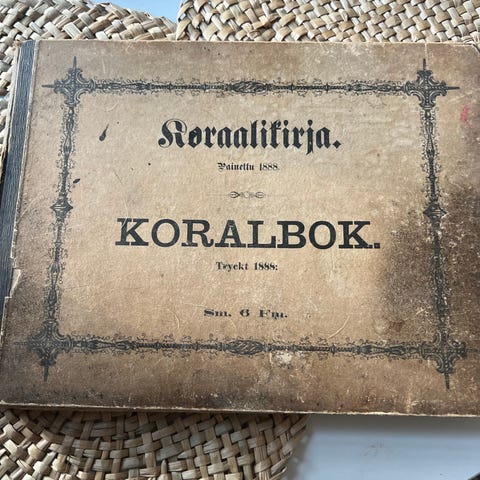 Koraalikirja.
Painettu 1888.
KORALBOK.
Tryckt 1888:
Sm. 6 Fm.